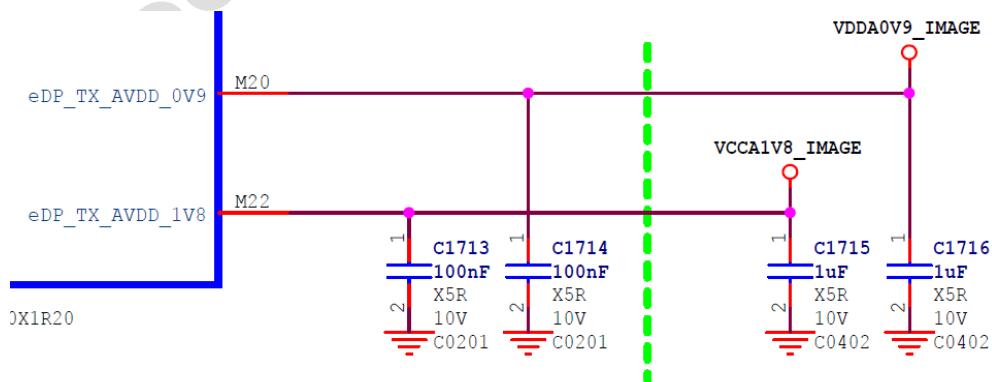 VDDA0V9_IMAGE
eDP_TX_AVDD_0V9 M20
VCCA1V8_IMAGE
eDP_TX_AVDD_1V8 M22
1 C1713 1 C1714 1 C1715 1 C1716
100nF 100nF 1uF 1uF
X5R X5R X5R X5R
2 10V 2 10V 2 10V 2 10V
C0201 C0201 C0402 C0402
0X1R20